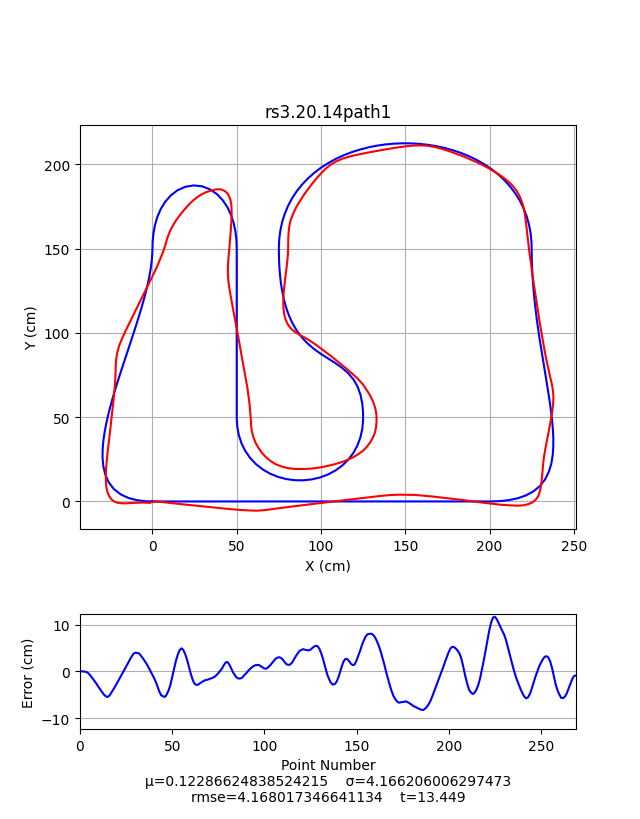 rs3.20.14path1
200
150
100
50
0
Y (cm)
0 50 100 150 200 250
X (cm)
10
0
−10
Error (cm)
0 50 100 150 200 250
Point Number
μ=0.12286624838524215 σ=4.166206006297473
rmse=4.168017346641134 t=13.449